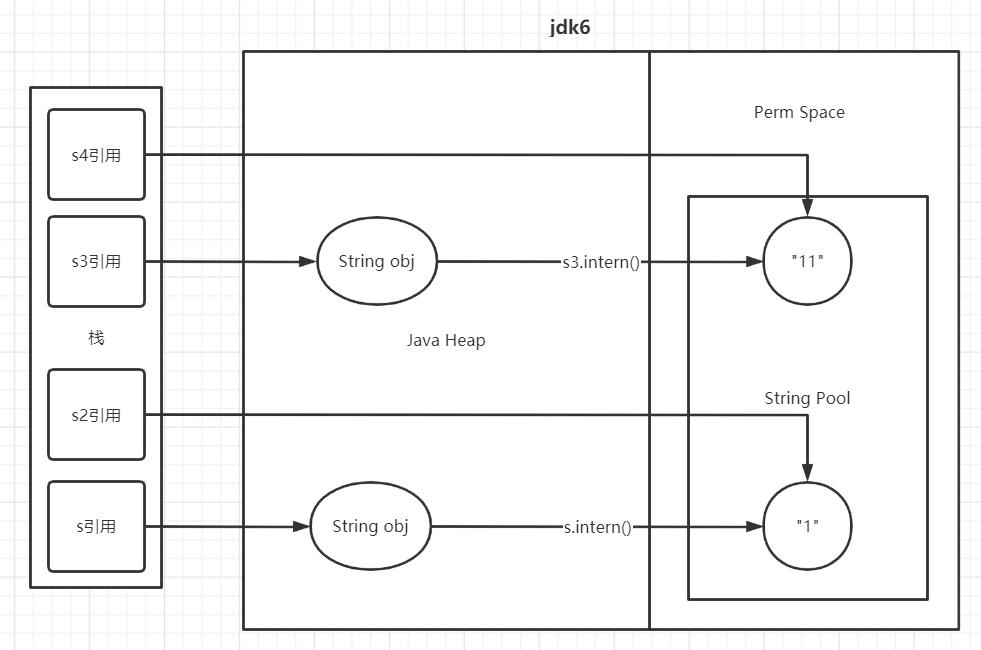 jdk6
Perm Space
s4引用
s3引用
String obj
s3.intern()
"11"
栈
Java Heap
s2引用
String Pool
s引用
String obj
s.intern()
"1"